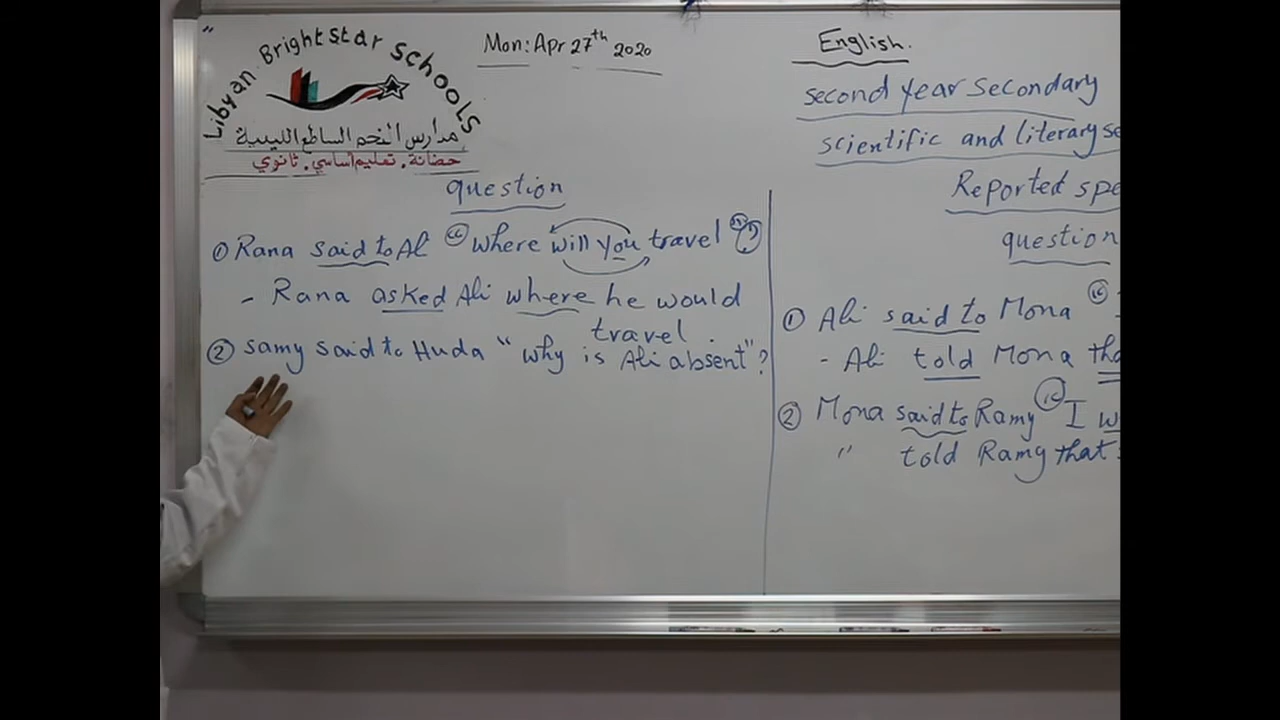 Libyan Bright star schools
مدارس النجم الساطع الليبية
حضانة . تعليم أساسي . ثانوي
Mon: Apr 27th 2020
English.
second year secondary
scientific and literary se
Reported spe
question
① Rana said to Ali “where will you travel”?
- Rana asked Ali where he would
travel.
② Samy said to Huda “why is Ali absent”?
question
① Ali said to Mona “
- Ali told Mona tha
② Mona said to Ramy “I w
" told Ramy that